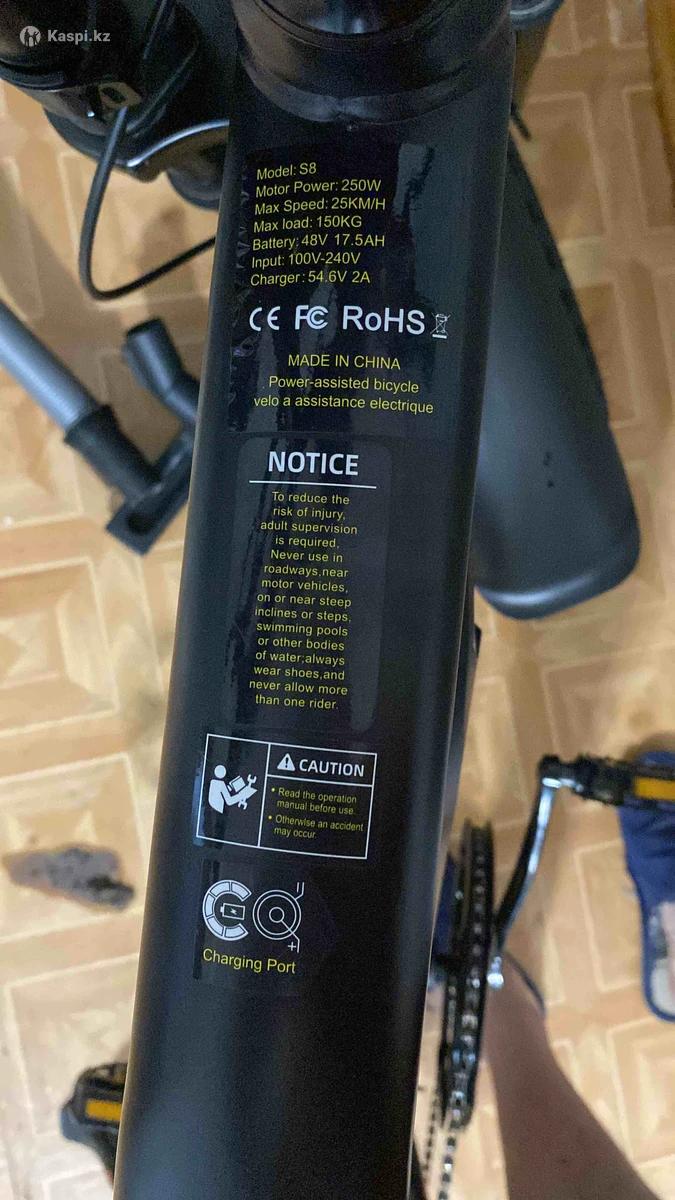 Kaspi.kz
Model: S8
Motor Power: 250W
Max Speed: 25KM/H
Max load: 150KG
Battery: 48V 17.5AH
Input: 100V-240V
Charger: 54.6V 2A
CE FC RoHS
MADE IN CHINA
Power-assisted bicycle
velo a assistance electrique
NOTICE
To reduce the
risk of injury,
adult supervision
is required,
Never use in
roadways,near
motor vehicles,
on or near steep
inclines or steps,
swimming pools
or other bodies
of water;always
wear shoes,and
never allow more
than one rider.
CAUTION
• Read the operation
manual before use.
• Otherwise an accident
may occur.
Charging Port